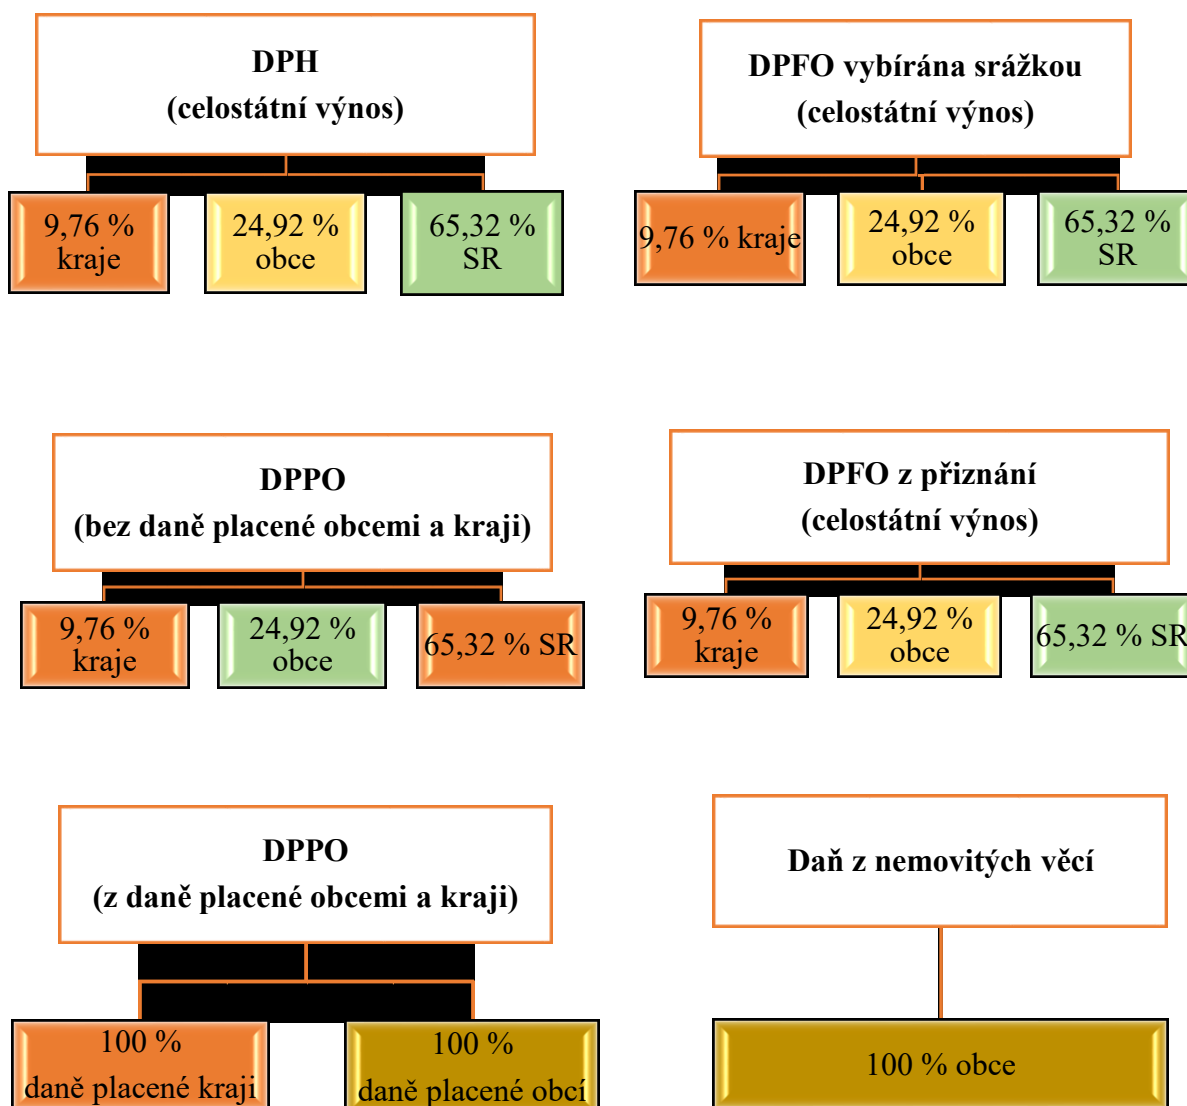 DPH
(celostátní výnos)
9,76 %
kraje
24,92 %
obce
65,32 %
SR
DPFO vybírána srážkou
(celostátní výnos)
9,76 % kraje
24,92 %
obce
65,32 %
SR
DPPO
(bez daně placené obcemi a kraji)
9,76 %
kraje
24,92 %
obce
65,32 % SR
DPFO z přiznání
(celostátní výnos)
9,76 %
kraje
24,92 %
obce
65,32 % SR
DPPO
(z daně placené obcemi a kraji)
100 %
daně placené kraji
100 %
daně placené obcí
Daň z nemovitých věcí
100 % obce